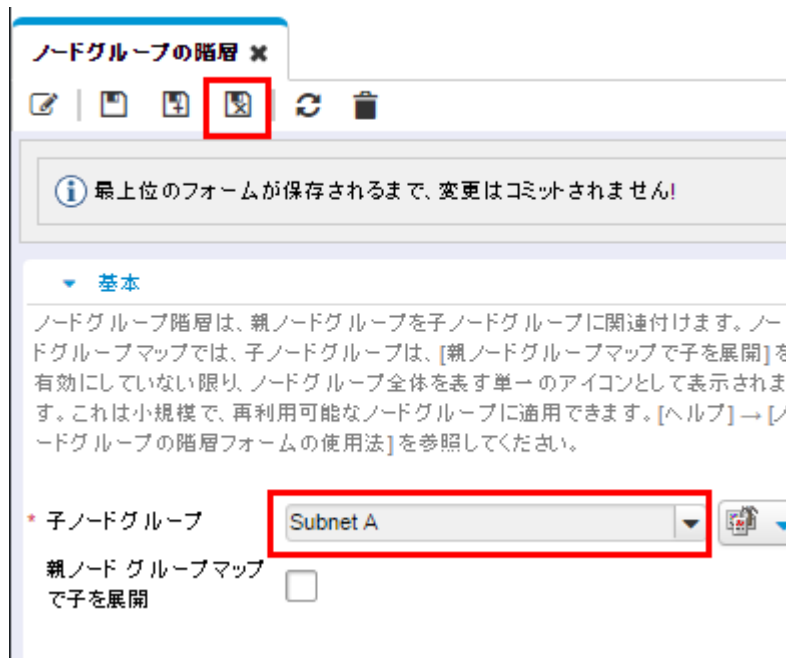 ノードグループの階層 ✖
最上位のフォームが保存されるまで、変更はコミットされません!
基本
ノードグループ階層は、親ノードグループを子ノードグループに関連付けます。ノー
ドグループマップでは、子ノードグループは、[親ノードグループマップで子を展開]を
有効にしていない限り、ノードグループ全体を表す単一のアイコンとして表示されま
す。これは小規模で、再利用可能なノードグループに適用できます。[ヘルプ]→[ノ
ードグループの階層フォームの使用法]を参照してください。
* 子ノードグループ Subnet A
親ノード グループマップ
で子を展開